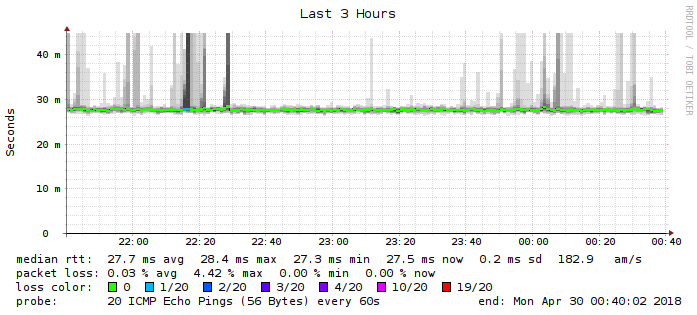 Last 3 Hours
RRDTOOL / TOBI OETIKER
Seconds
40 m
30 m
20 m
10 m
0
22:00 22:20 22:40 23:00 23:20 23:40 00:00 00:20 00:40
median rtt: 27.7 ms avg 28.4 ms max 27.3 ms min 27.5 ms now 0.2 ms sd 182.9 am/s
packet loss: 0.03 % avg 4.42 % max 0.00 % min 0.00 % now
loss color: 0 1/20 2/20 3/20 4/20 10/20 19/20
probe: 20 ICMP Echo Pings (56 Bytes) every 60s end: Mon Apr 30 00:40:02 2018